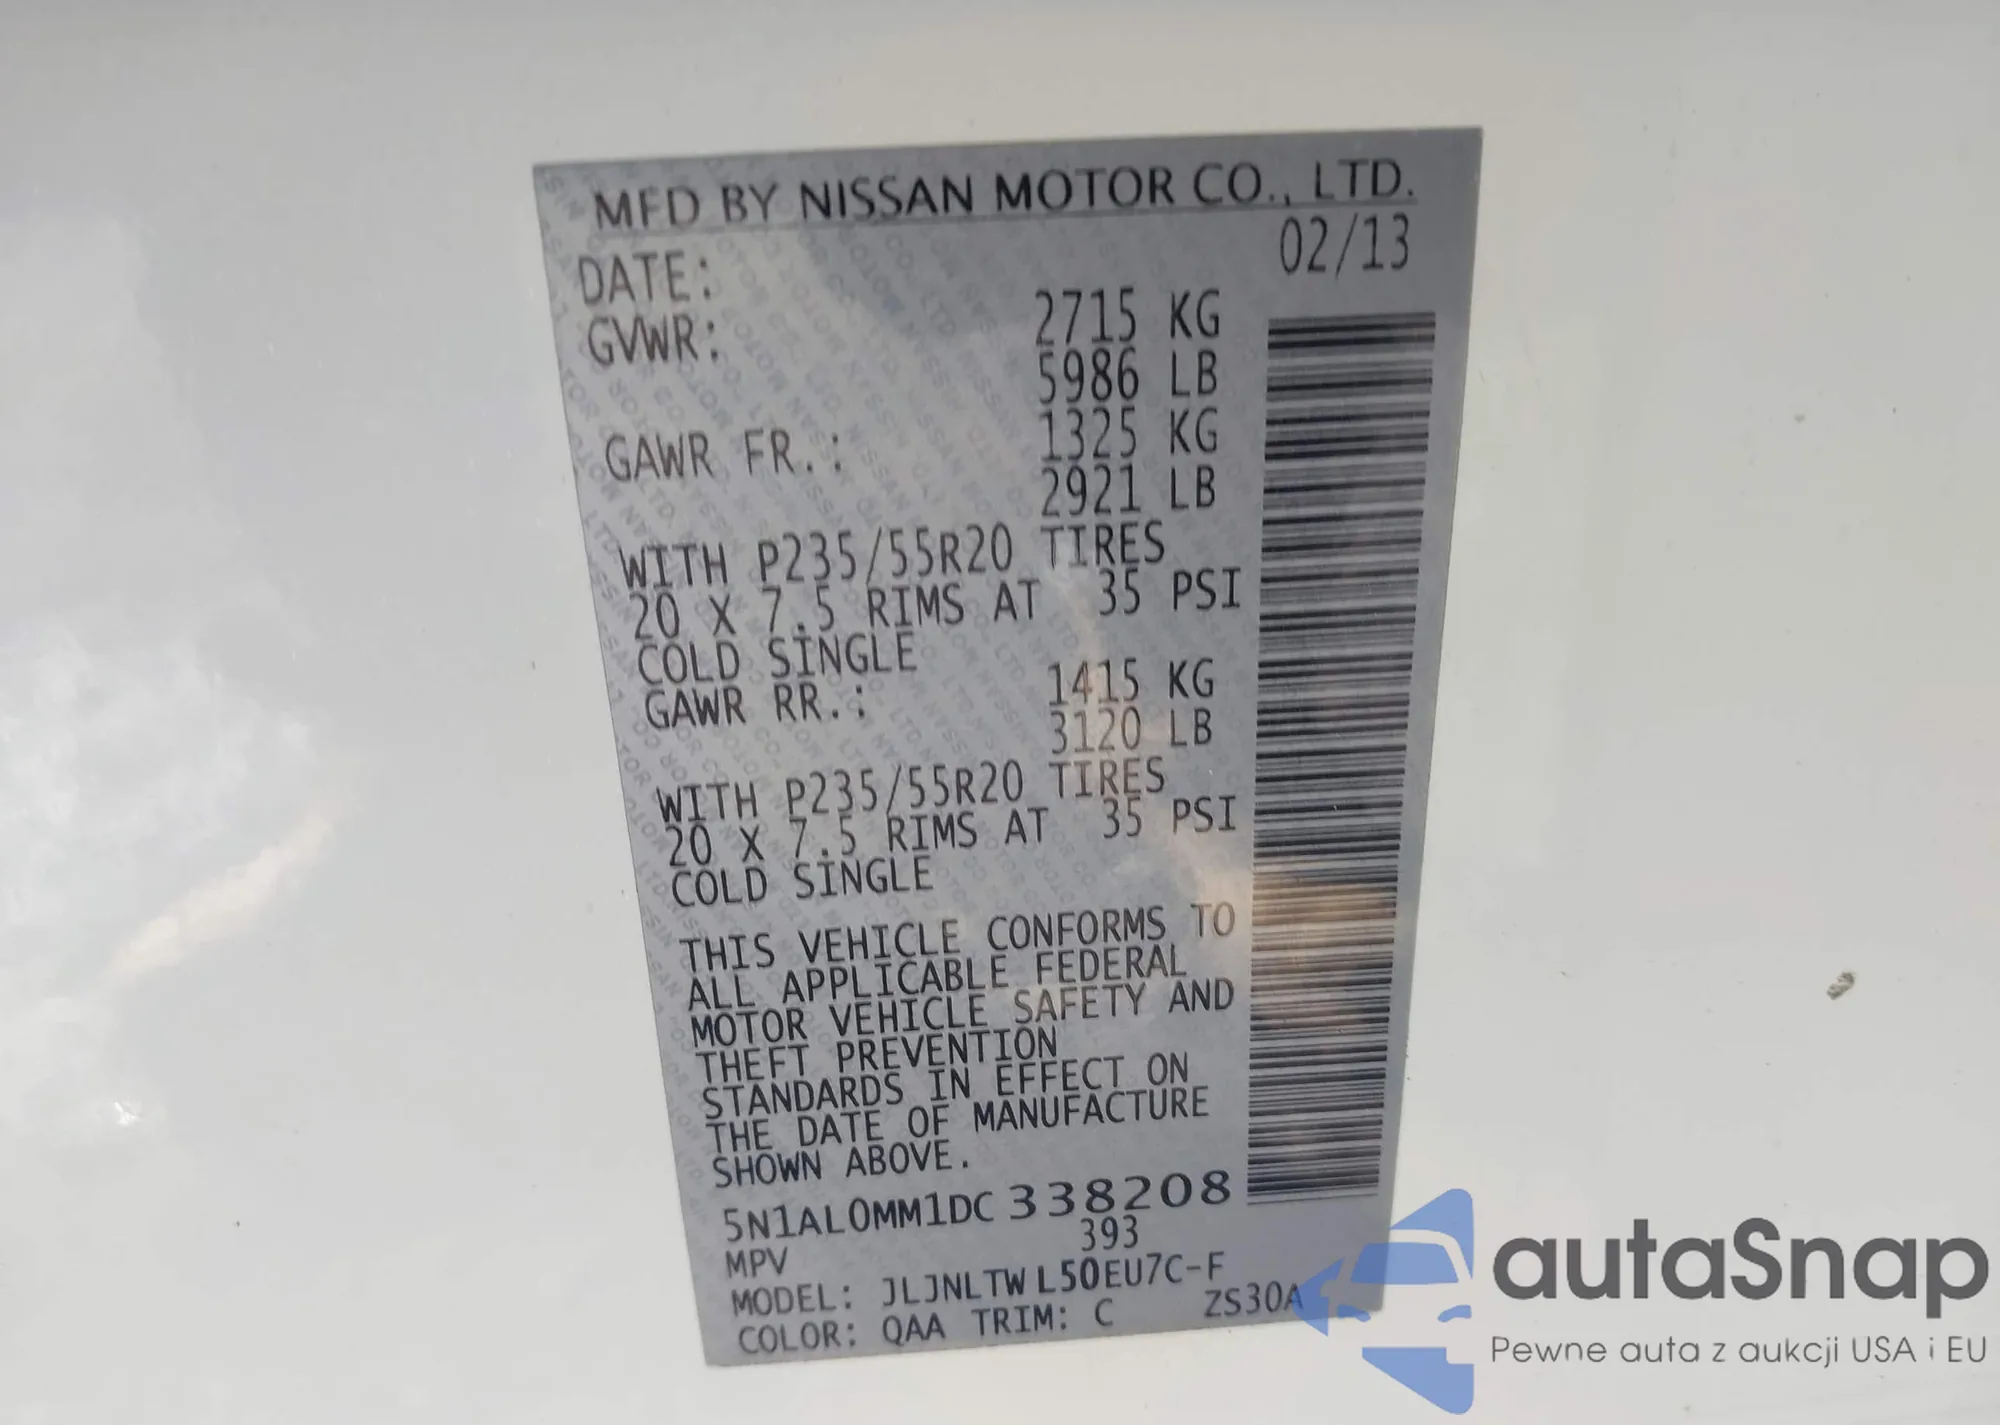 MFD BY NISSAN MOTOR CO., LTD.
DATE: 02/13
GVWR: 2715 KG
5986 LB
GAWR FR.: 1325 KG
2921 LB
WITH P235/55R20 TIRES
20 X 7.5 RIMS AT 35 PSI
COLD SINGLE
GAWR RR.: 1415 KG
3120 LB
WITH P235/55R20 TIRES
20 X 7.5 RIMS AT 35 PSI
COLD SINGLE
THIS VEHICLE CONFORMS TO
ALL APPLICABLE FEDERAL
MOTOR VEHICLE SAFETY AND
THEFT PREVENTION
STANDARDS IN EFFECT ON
THE DATE OF MANUFACTURE
SHOWN ABOVE.
5N1AL0MM1DC 338208
MPV 393
MODEL: JLJNLTW L50EU7C-F
COLOR: QAA TRIM: C ZS30A
autaSnap
Pewne auta z aukcji USA i EU